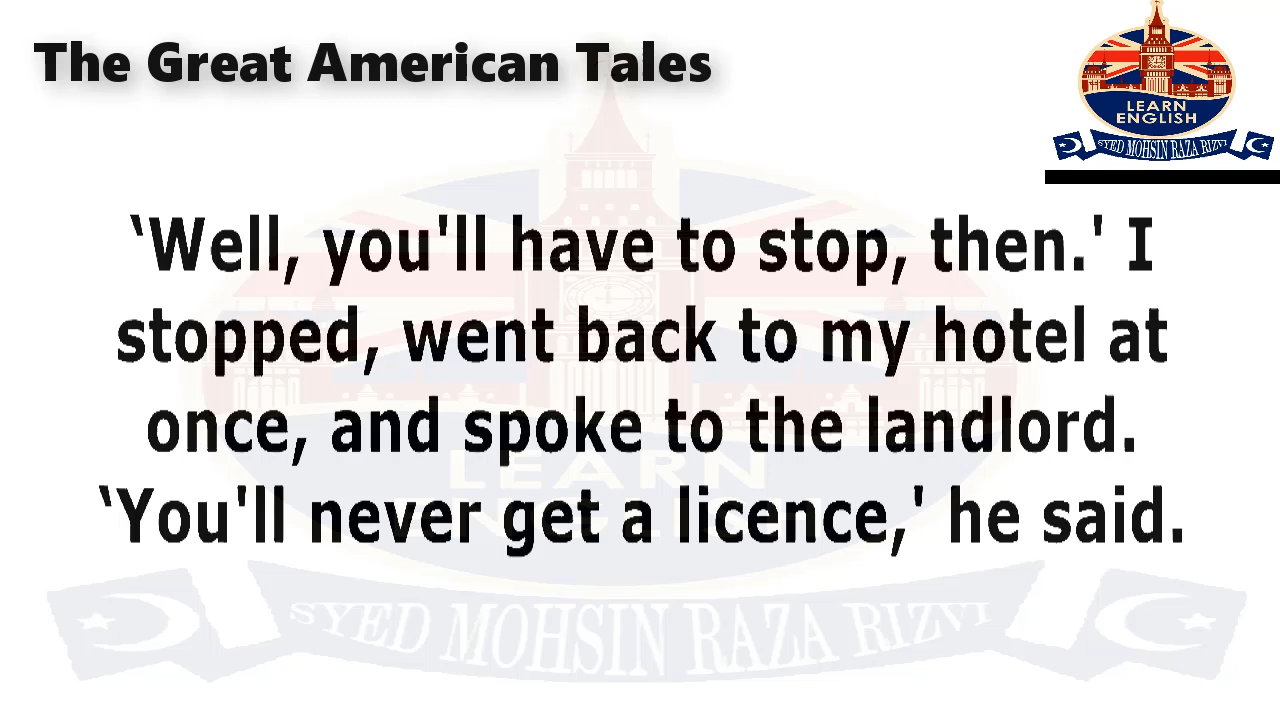 The Great American Tales
LEARN
ENGLISH
SYED MOHSIN RAZA RIZVI
‘Well, you'll have to stop, then.' I
stopped, went back to my hotel at
once, and spoke to the landlord.
‘You'll never get a licence,' he said.
LEARN
ENGLISH
SYED MOHSIN RAZA RIZVI